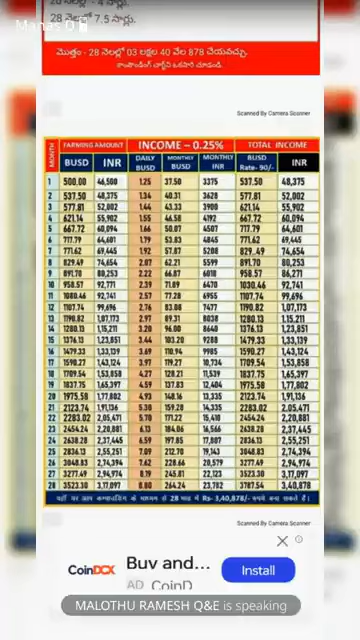 28 నెలల్లో 7.5 సార్లు.
మొత్తం - 28 నెలల్లో 03 లక్షల 40 వేల 878 చేయవచ్చు.
కాంపౌండింగ్ చార్ట్‌ని ఒకసారి చూడండి.
Scanned By Camera Scanner
MONTH FARMING AMOUNT INCOME – 0.25% TOTAL INCOME
BUSD INR DAILY BUSD MONTHLY BUSD MONTHLY INR BUSD Rate- 90/- INR
1 500.00 46,500 1.25 37.50 3375 537.50 48,375
2 537.50 48,375 1.34 40.31 3628 577.81 52,002
3 577.81 52,002 1.44 43.33 3900 621.14 55,902
4 621.14 55,902 1.55 46.58 4192 667.72 60,094
5 667.72 60,094 1.66 50.07 4507 717.79 64,601
6 717.79 64,601 1.79 53.83 4845 771.62 69,445
7 771.62 69,445 1.92 57.87 5208 829.49 74,654
8 829.49 74,654 2.07 62.21 5599 891.70 80,253
9 891.70 80,253 2.22 66.87 6018 958.57 86,271
10 958.57 92,771 2.39 71.89 6470 1030.46 92,741
11 1080.46 92,741 2.57 77.28 6955 1107.74 99,696
12 1107.74 99,696 2.76 83.08 7477 1190.82 1,07,173
13 1190.82 1,07,173 2.97 89.31 8038 1280.13 1,15,211
14 1280.13 1,15,211 3.20 96.00 8640 1376.13 1,23,851
15 1376.13 1,23,851 3.44 103.20 9288 1479.33 1,33,139
16 1479.33 1,33,139 3.69 110.94 9985 1590.27 1,43,124
17 1590.27 1,43,124 3.97 119.27 10,734 1709.54 1,53,858
18 1709.54 1,53,858 4.27 128.21 11,539 1837.75 1,65,397
19 1837.75 1,65,397 4.59 137.83 12,404 1975.58 1,77,802
20 1975.58 1,77,802 4.93 148.16 13,335 2123.74 1,91,136
21 2123.74 1,91,136 5.30 159.28 14,335 2283.02 2,05,471
22 2283.02 2,05,471 5.70 171.22 15,410 2454.24 2,20,881
23 2454.24 2,20,881 6.13 184.06 16,566 2638.28 2,37,445
24 2638.28 2,37,445 6.59 197.85 17,807 2836.13 2,55,251
25 2836.13 2,55,251 7.09 212.70 19,143 3048.83 2,74,394
26 3048.83 2,74,394 7.62 228.66 20,579 3277.49 2,94,974
27 3277.49 2,94,974 8.19 245.81 22,123 3523.30 3,17,097
28 3523.30 3,17,097 8.80 264.24 23,782 3787.54 3,40,878
Scanned By Camera Scanner
CoinDCX
Buy and...
Install
AD CoinD
MALOTHU RAMESH Q&E is speaking